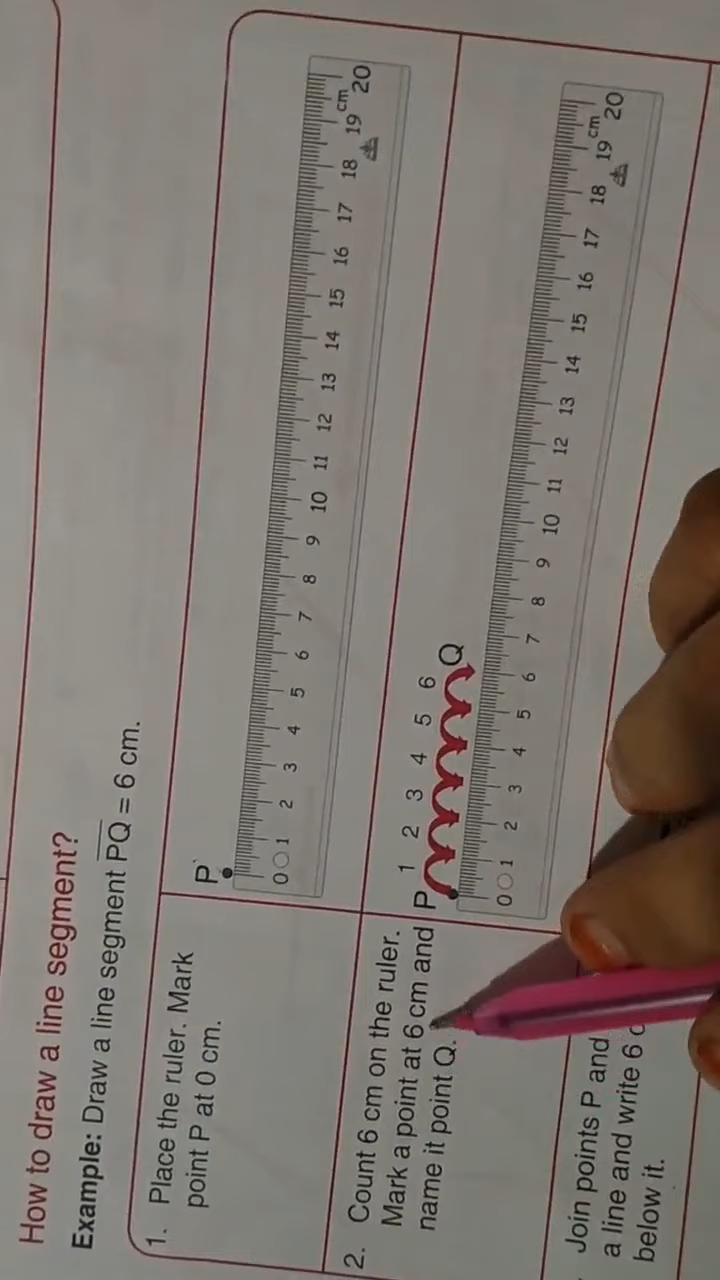 How to draw a line segment?
Example: Draw a line segment PQ = 6 cm.
1. Place the ruler. Mark
point P at 0 cm.
P
0 1 2 3 4 5 6 7 8 9 10 11 12 13 14 15 16 17 18 19 cm 20
2. Count 6 cm on the ruler.
Mark a point at 6 cm and
name it point Q.
P 1 2 3 4 5 6 Q
0 1 2 3 4 5 6 7 8 9 10 11 12 13 14 15 16 17 18 19 cm 20
Join points P and
a line and write 6 c
below it.